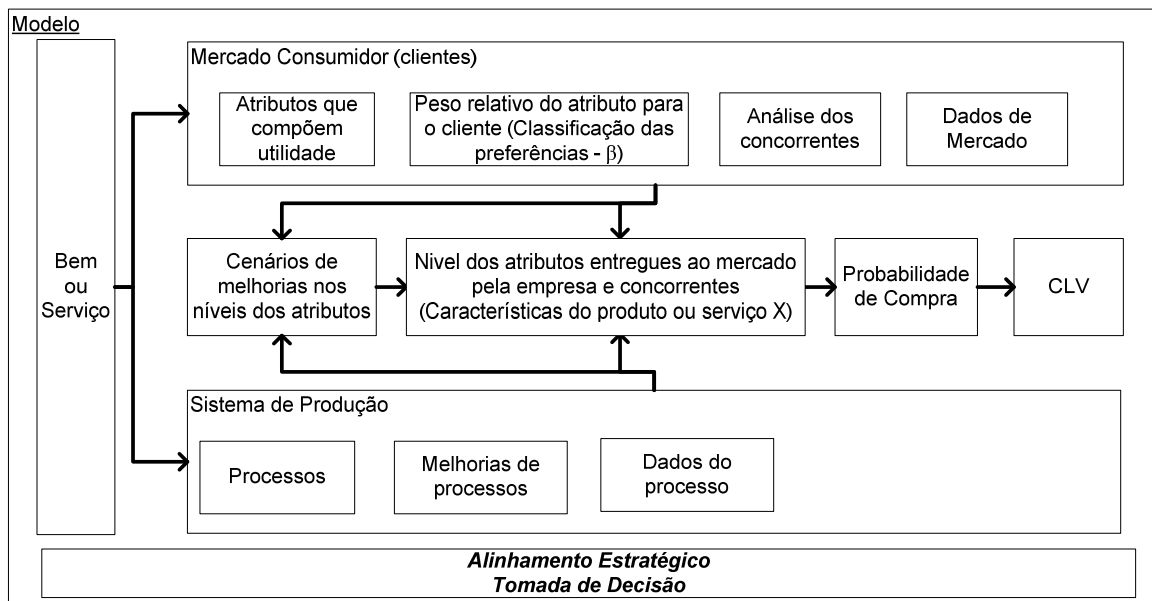 Modelo
Mercado Consumidor (clientes)
Atributos que
compõem
utilidade
Peso relativo do atributo para
o cliente (Classificação das
preferências - β)
Análise dos
concorrentes
Dados de
Mercado
Bem
ou
Serviço
Cenários de
melhorias nos
níveis dos atributos
Nivel dos atributos entregues ao mercado
pela empresa e concorrentes
(Características do produto ou serviço X)
Probabilidade
de Compra
CLV
Sistema de Produção
Processos
Melhorias de
processos
Dados do
processo
Alinhamento Estratégico
Tomada de Decisão